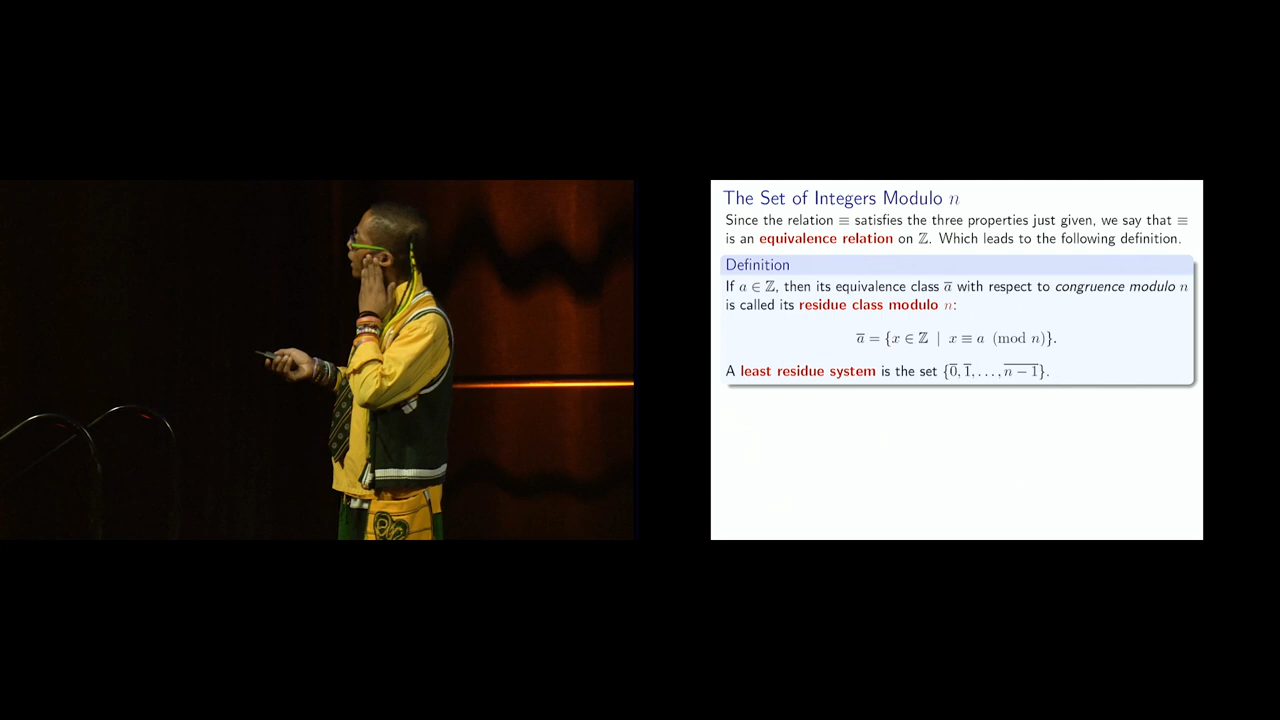 The Set of Integers Modulo n
Since the relation ≡ satisfies the three properties just given, we say that ≡
is an equivalence relation on ℤ. Which leads to the following definition.
Definition
If a ∈ ℤ, then its equivalence class a̅ with respect to congruence modulo n
is called its residue class modulo n:
a̅ = {x ∈ ℤ | x ≡ a (mod n)}.
A least residue system is the set {0̅, 1̅, . . . , n̅ ̅−̅ ̅1̅}.